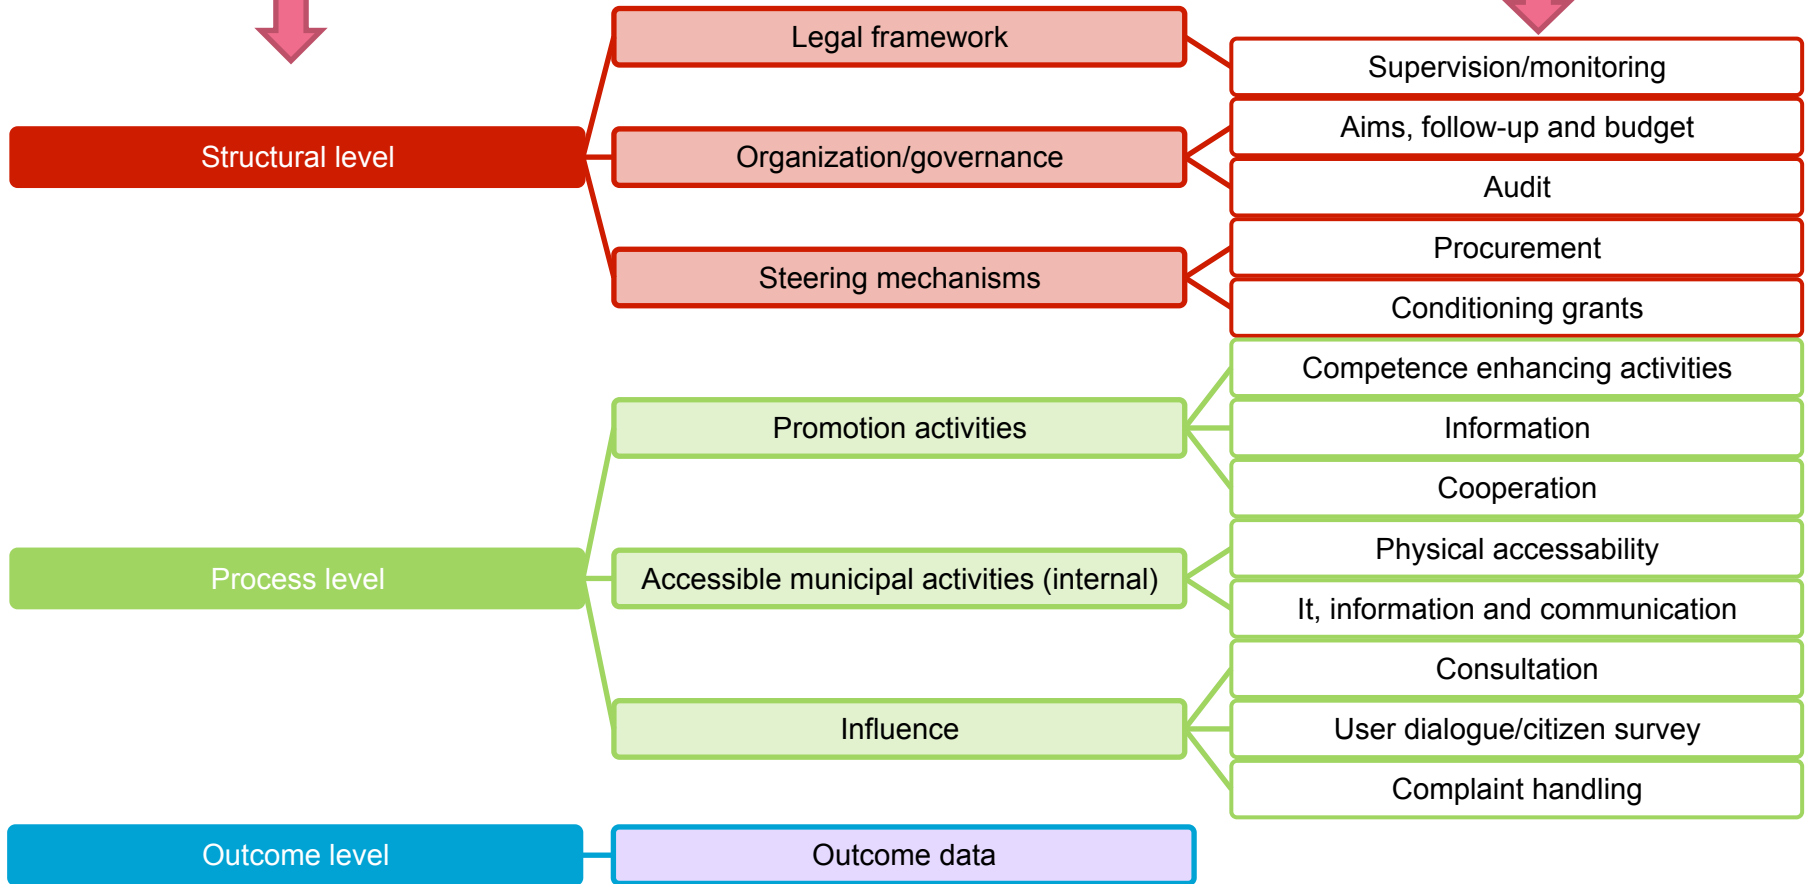 Structural level
Legal framework
Supervision/monitoring
Organization/governance
Aims, follow-up and budget
Audit
Steering mechanisms
Procurement
Conditioning grants
Process level
Promotion activities
Competence enhancing activities
Information
Cooperation
Accessible municipal activities (internal)
Physical accessability
It, information and communication
Influence
Consultation
User dialogue/citizen survey
Complaint handling
Outcome level
Outcome data